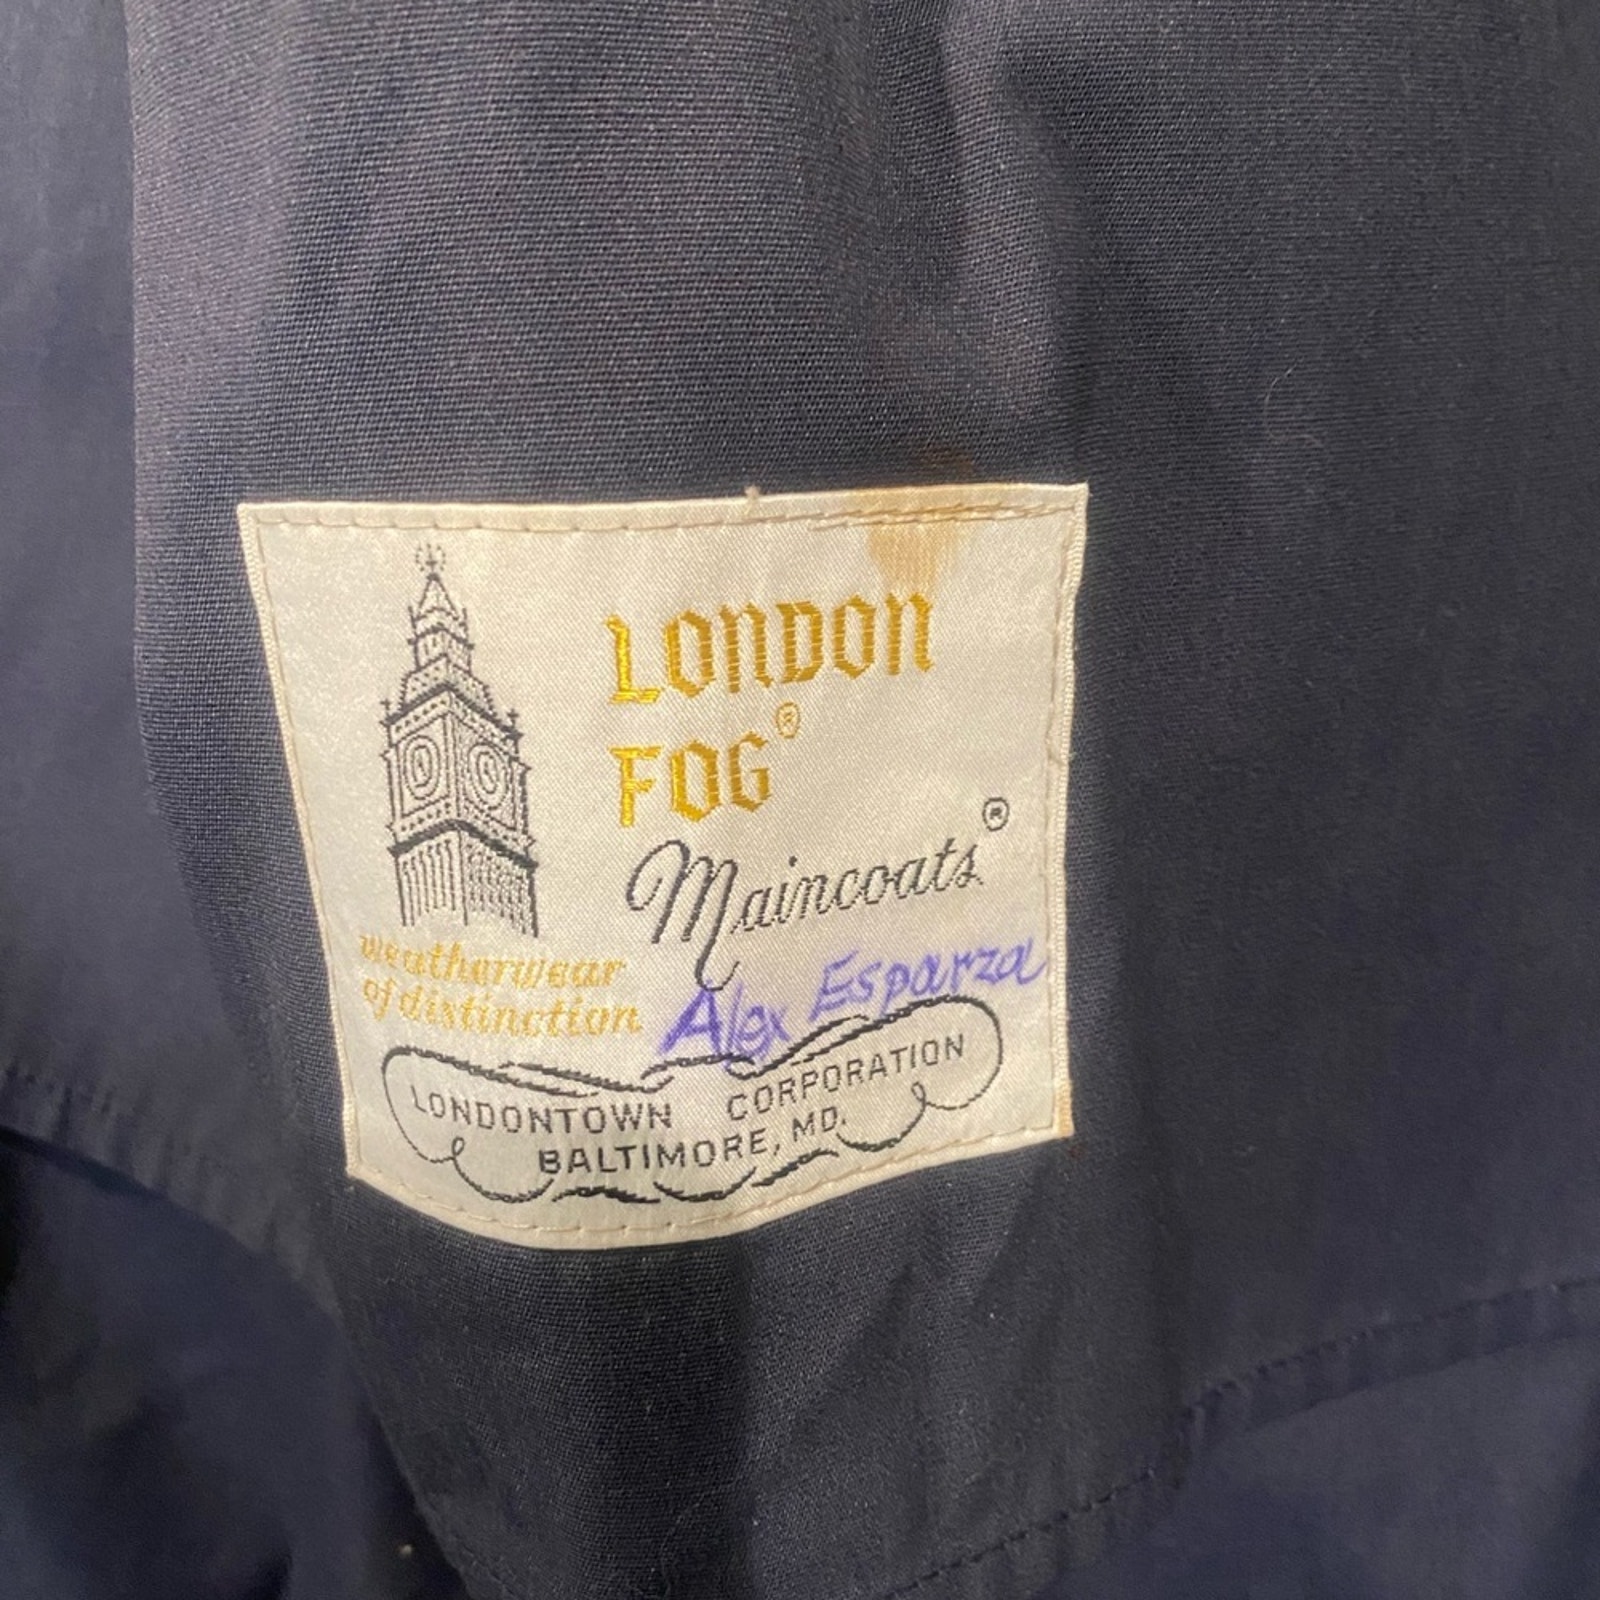 LONDON
FOG®
Maincoats®
weatherwear
of distinction
Alex Esparza
LONDONTOWN CORPORATION
BALTIMORE, MD.